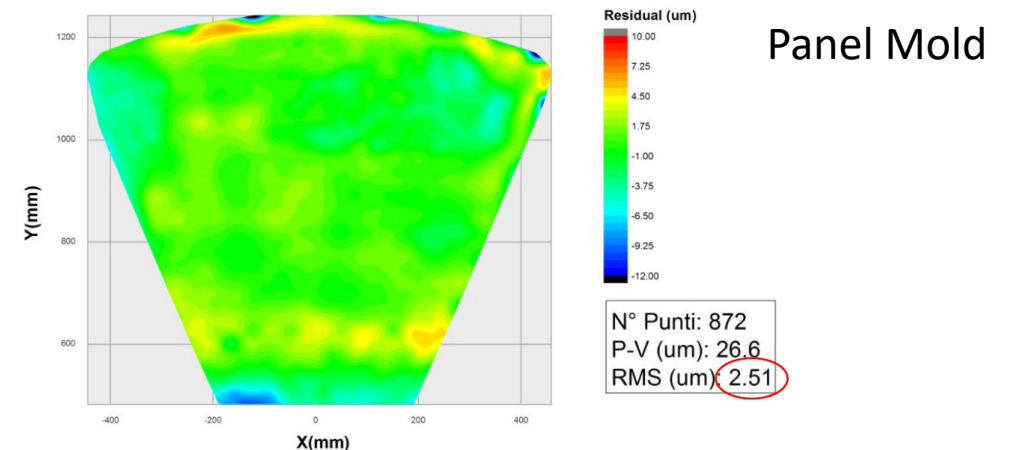 Residual (um)
Panel Mold
10.00
7.25
4.50
1.75
-1.00
-3.75
-6.50
-9.25
-12.00
Y(mm)
1200
1000
800
600
-400 -200 0 200 400
X(mm)
N° Punti: 872
P-V (um): 26.6
RMS (um): 2.51